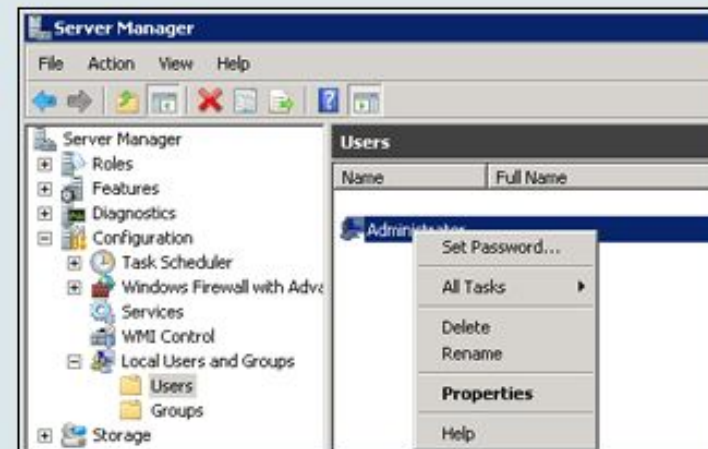 Server Manager
File Action View Help
Server Manager
Roles
Features
Diagnostics
Configuration
Task Scheduler
Windows Firewall with Adva
Services
WMI Control
Local Users and Groups
Users
Groups
Storage
Users
Name Full Name
Administrator
Set Password...
All Tasks
Delete
Rename
Properties
Help